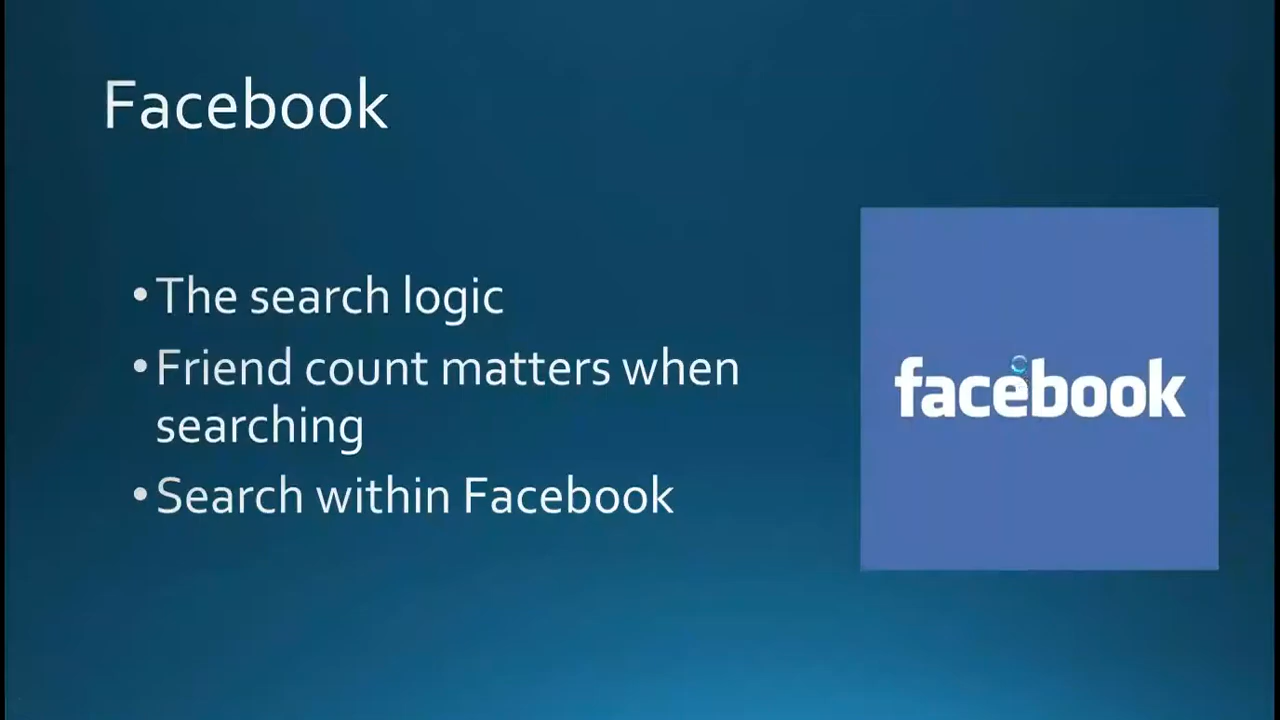 Facebook
•The search logic
•Friend count matters when
searching
•Search within Facebook
facebook